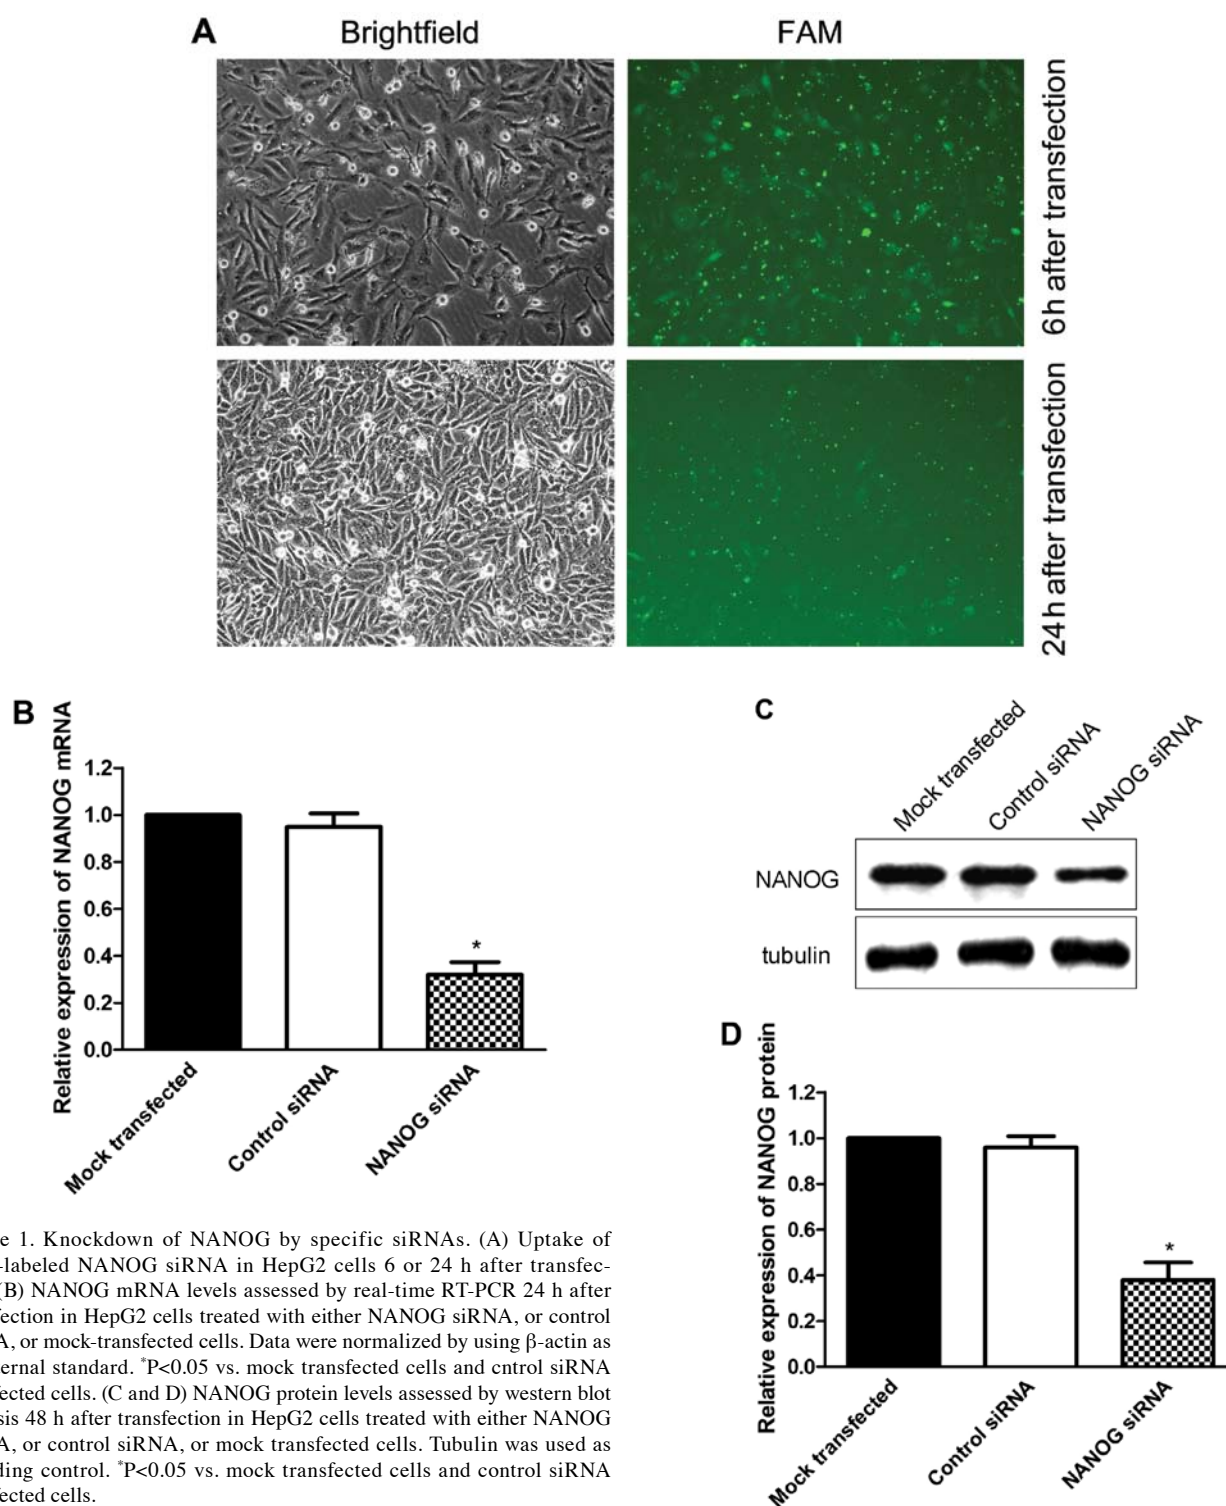 A
Brightfield
FAM
6h after transfection
24h after transfection
B
Relative expression of NANOG mRNA
1.2
1.0
0.8
0.6
0.4
0.2
0.0
*
Mock transfected
Control siRNA
NANOG siRNA
C
Mock transfected
Control siRNA
NANOG siRNA
NANOG
tubulin
D
Relative expression of NANOG protein
1.2
1.0
0.8
0.6
0.4
0.2
0.0
*
Mock transfected
Control siRNA
NANOG siRNA
e 1. Knockdown of NANOG by specific siRNAs. (A) Uptake of
-labeled NANOG siRNA in HepG2 cells 6 or 24 h after transfec-
(B) NANOG mRNA levels assessed by real-time RT-PCR 24 h after
fection in HepG2 cells treated with either NANOG siRNA, or control
A, or mock-transfected cells. Data were normalized by using β-actin as
ternal standard. *P<0.05 vs. mock transfected cells and cntrol siRNA
fected cells. (C and D) NANOG protein levels assessed by western blot
sis 48 h after transfection in HepG2 cells treated with either NANOG
A, or control siRNA, or mock transfected cells. Tubulin was used as
ding control. *P<0.05 vs. mock transfected cells and control siRNA
fected cells.